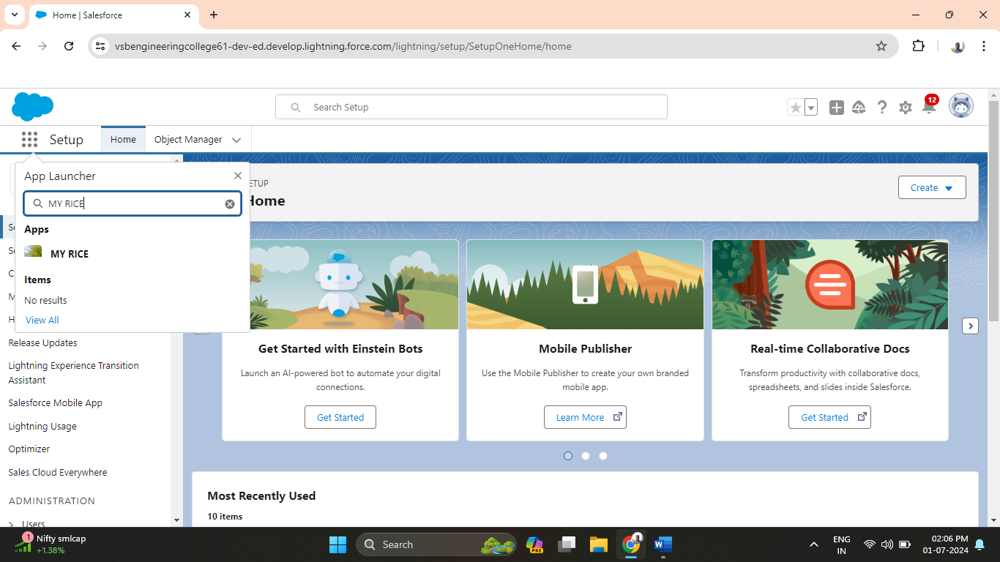 Home | Salesforce
vsbengineeringcollege61-dev-ed.develop.lightning.force.com/lightning/setup/SetupOneHome/home
Search Setup
12
Setup
Home
Object Manager
App Launcher
MY RICE
Apps
MY RICE
Items
No results
View All
SETUP
Home
Create
Release Updates
Lightning Experience Transition
Assistant
Salesforce Mobile App
Lightning Usage
Optimizer
Sales Cloud Everywhere
ADMINISTRATION
Users
Get Started with Einstein Bots
Launch an AI-powered bot to automate your digital
connections.
Get Started
Mobile Publisher
Use the Mobile Publisher to create your own branded
mobile app.
Learn More
Real-time Collaborative Docs
Transform productivity with collaborative docs,
spreadsheets, and slides inside Salesforce.
Get Started
Most Recently Used
10 items
1
Nifty smlcap
+1.38%
Search
PRE
ENG
IN
02:06 PM
01-07-2024